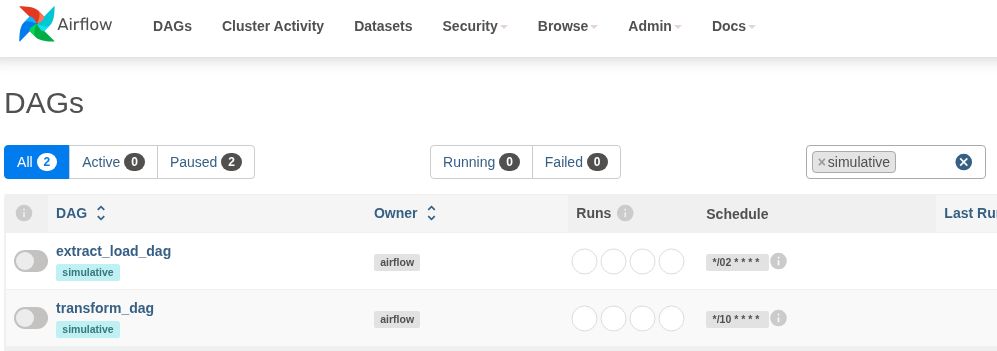 Airflow DAGs Cluster Activity Datasets Security Browse Admin Docs
DAGs
All 2 Active 0 Paused 2 Running 0 Failed 0 × simulative
DAG Owner Runs Schedule Last Ru
extract_load_dag
simulative airflow */02 * * * *
transform_dag
simulative airflow */10 * * * *